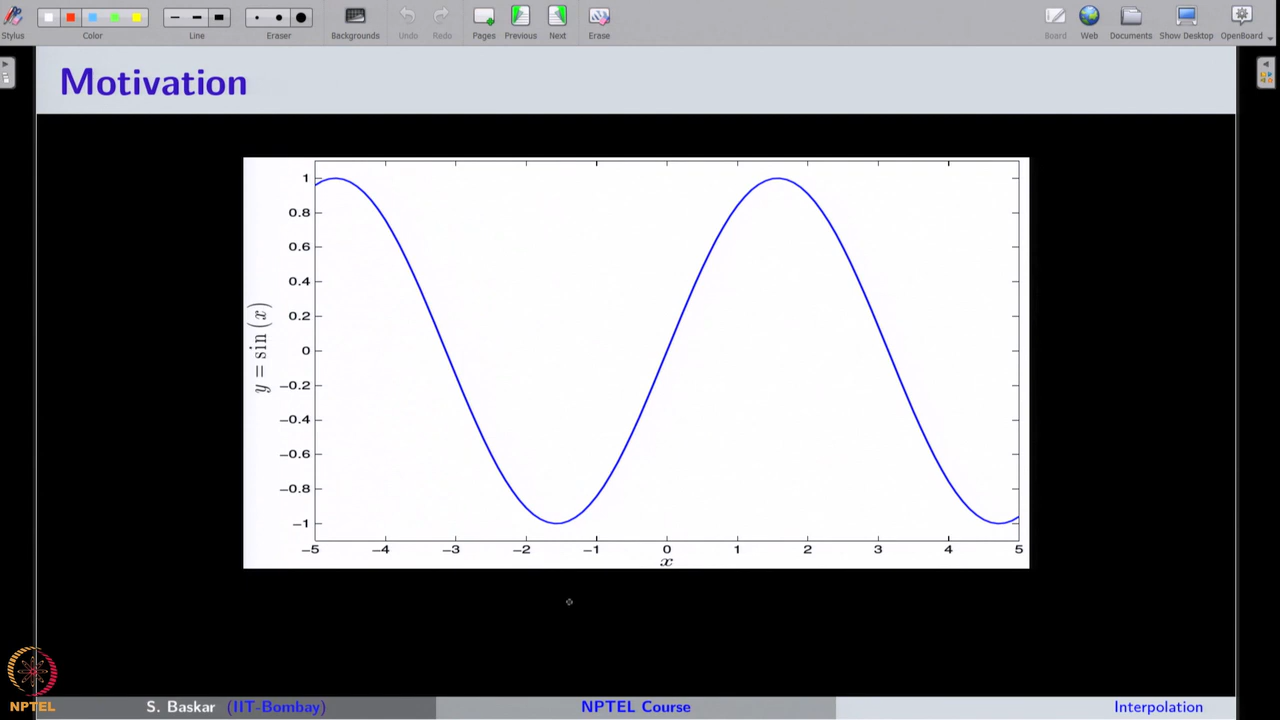 Stylus Color Line Eraser Backgrounds Undo Redo Pages Previous Next Erase Board Web Documents Show Desktop OpenBoard
Motivation
1
0.8
0.6
0.4
0.2
0
−0.2
−0.4
−0.6
−0.8
−1
y = sin (x)
−5 −4 −3 −2 −1 0 1 2 3 4 5
x
NPTEL
S. Baskar (IIT-Bombay) NPTEL Course Interpolation